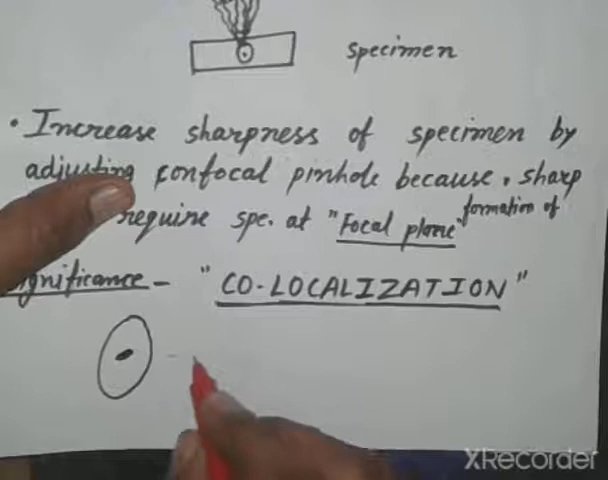 specimen
• Increase sharpness of specimen by
adjusting confocal pinhole because . sharp
formation of
require spe. at "Focal plane"
significance - "CO-LOCALIZATION"
XRecorder